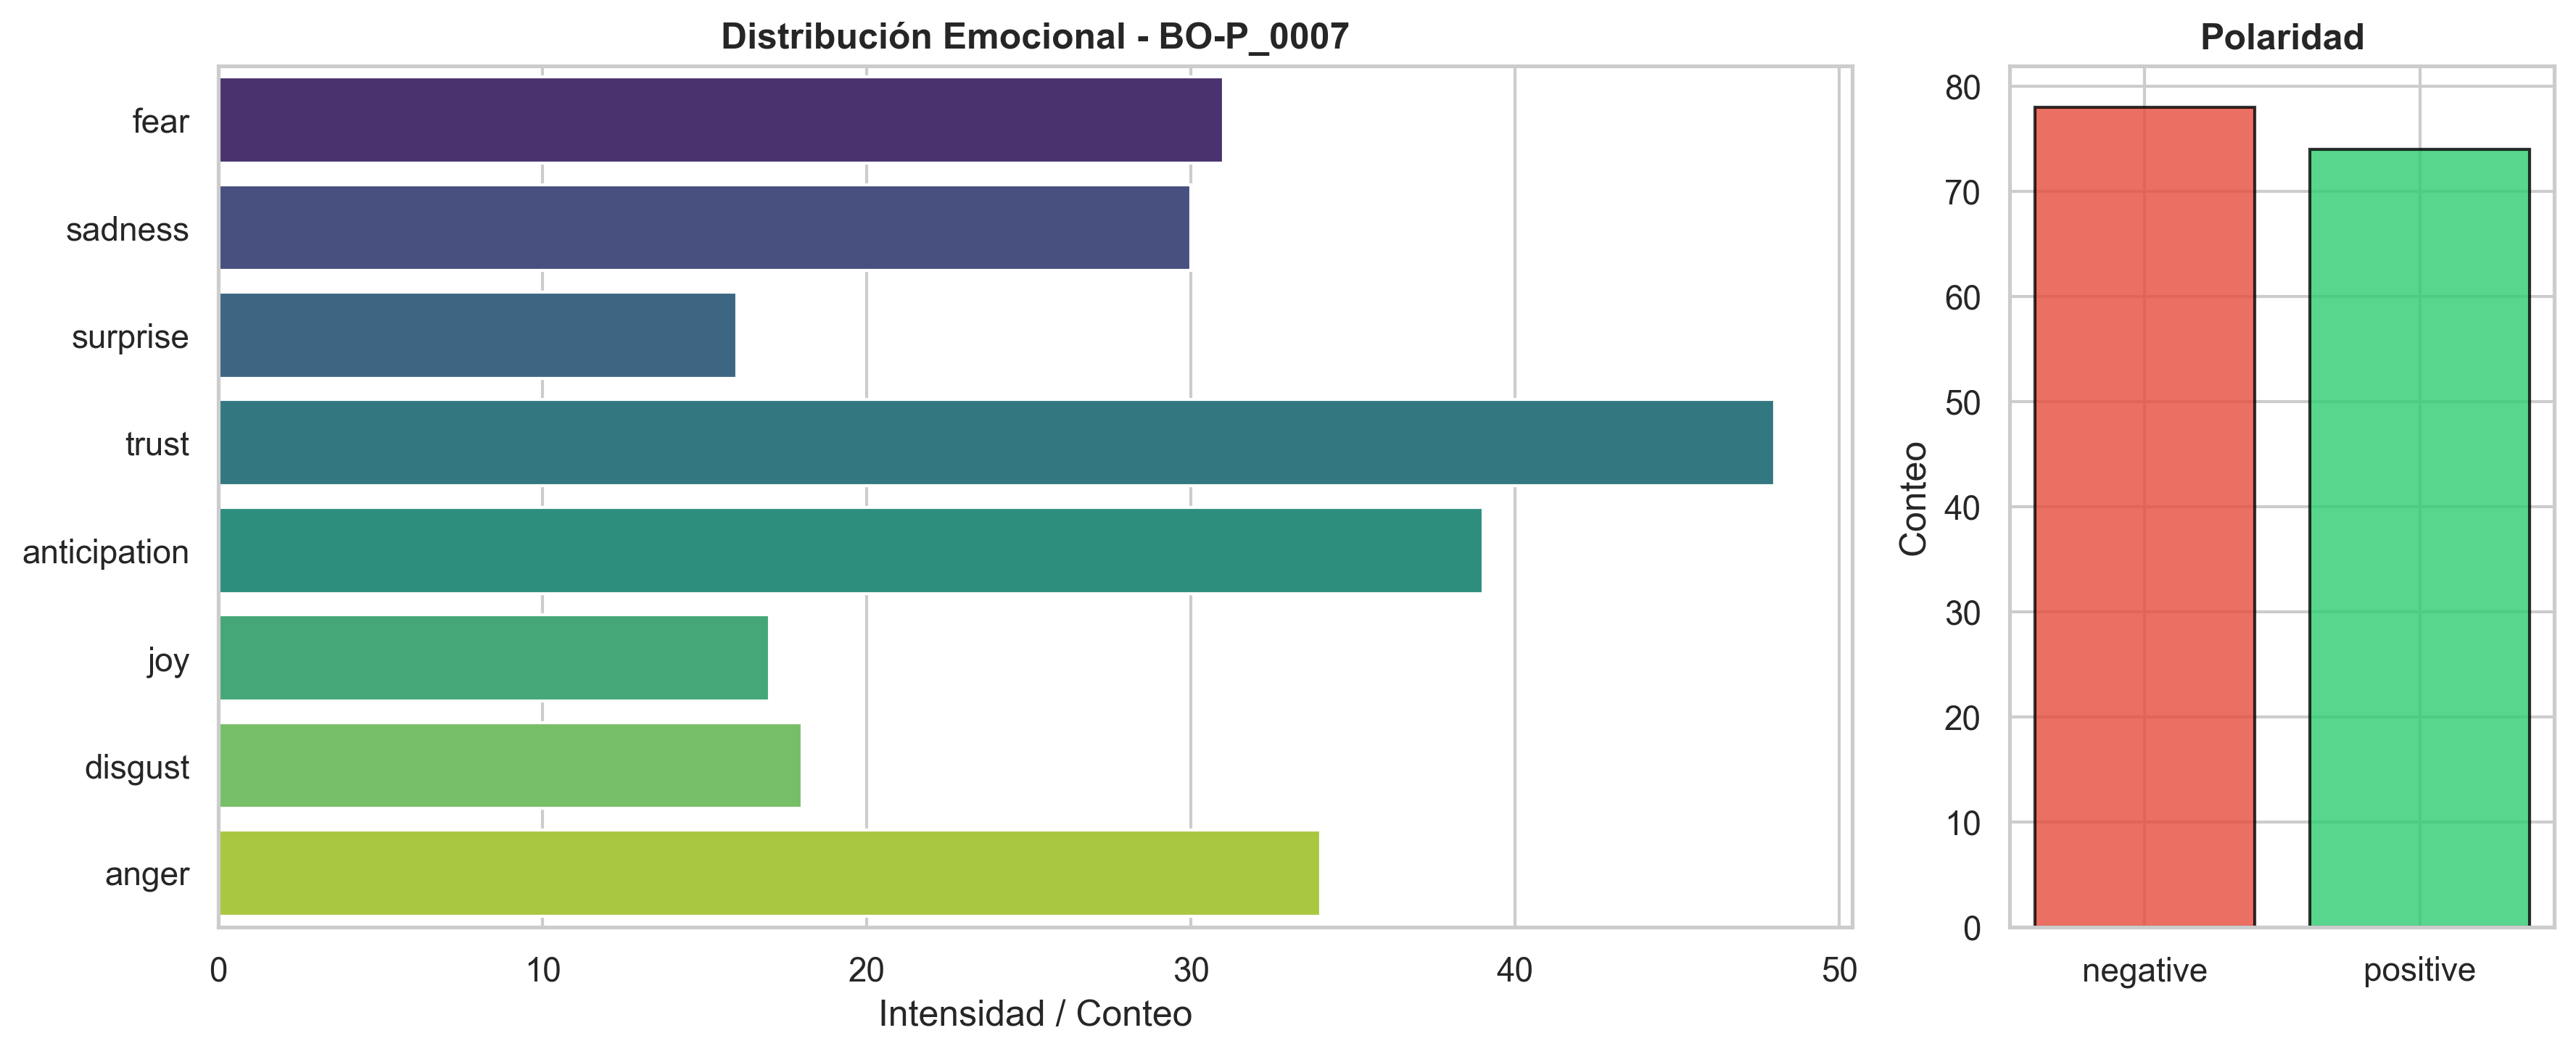 Distribución Emocional - BO-P_0007
fear
sadness
surprise
trust
anticipation
joy
disgust
anger
0 10 20 30 40 50
Intensidad / Conteo
Polaridad
Conteo
80
70
60
50
40
30
20
10
0
negative positive